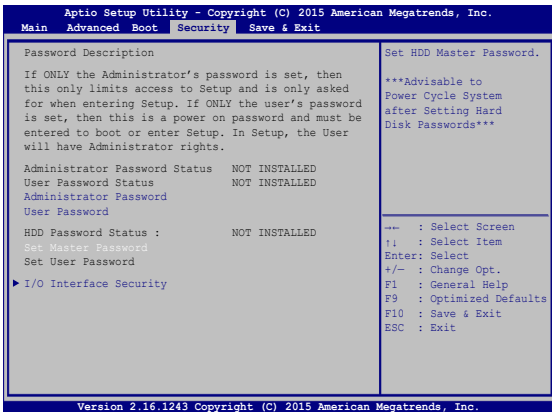 Aptio Setup Utility - Copyright (C) 2015 American Megatrends, Inc.
Main Advanced Boot Security Save & Exit
Password Description
If ONLY the Administrator's password is set, then
this only limits access to Setup and is only asked
for when entering Setup. If ONLY the user's password
is set, then this is a power on password and must be
entered to boot or enter Setup. In Setup, the User
will have Administrator rights.
Administrator Password Status NOT INSTALLED
User Password Status NOT INSTALLED
Administrator Password
User Password
HDD Password Status : NOT INSTALLED
Set Master Password
Set User Password
▶ I/O Interface Security
Set HDD Master Password.
***Advisable to
Power Cycle System
after Setting Hard
Disk Passwords***
→← : Select Screen
↑↓ : Select Item
Enter: Select
+/- : Change Opt.
F1 : General Help
F9 : Optimized Defaults
F10 : Save & Exit
ESC : Exit
Version 2.16.1243 Copyright (C) 2015 American Megatrends, Inc.